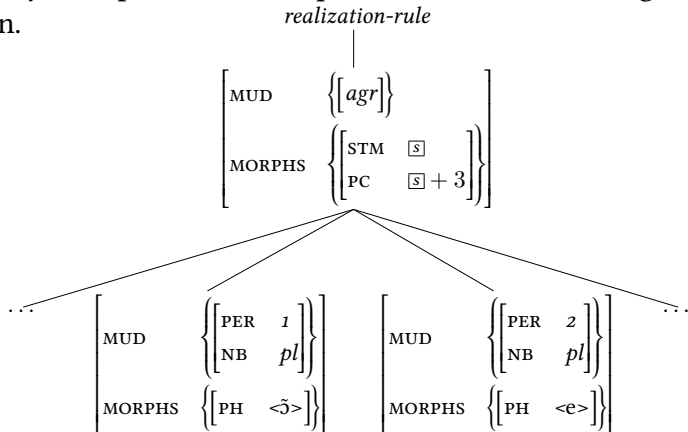 n.
realization-rule
MUD {[agr]}
MORPHS {[STM s
PC s + 3]}
... ...
MUD {[PER 1
NB pl]}
MORPHS {[PH <ɔ̃>]}
MUD {[PER 2
NB pl]}
MORPHS {[PH <e>]}